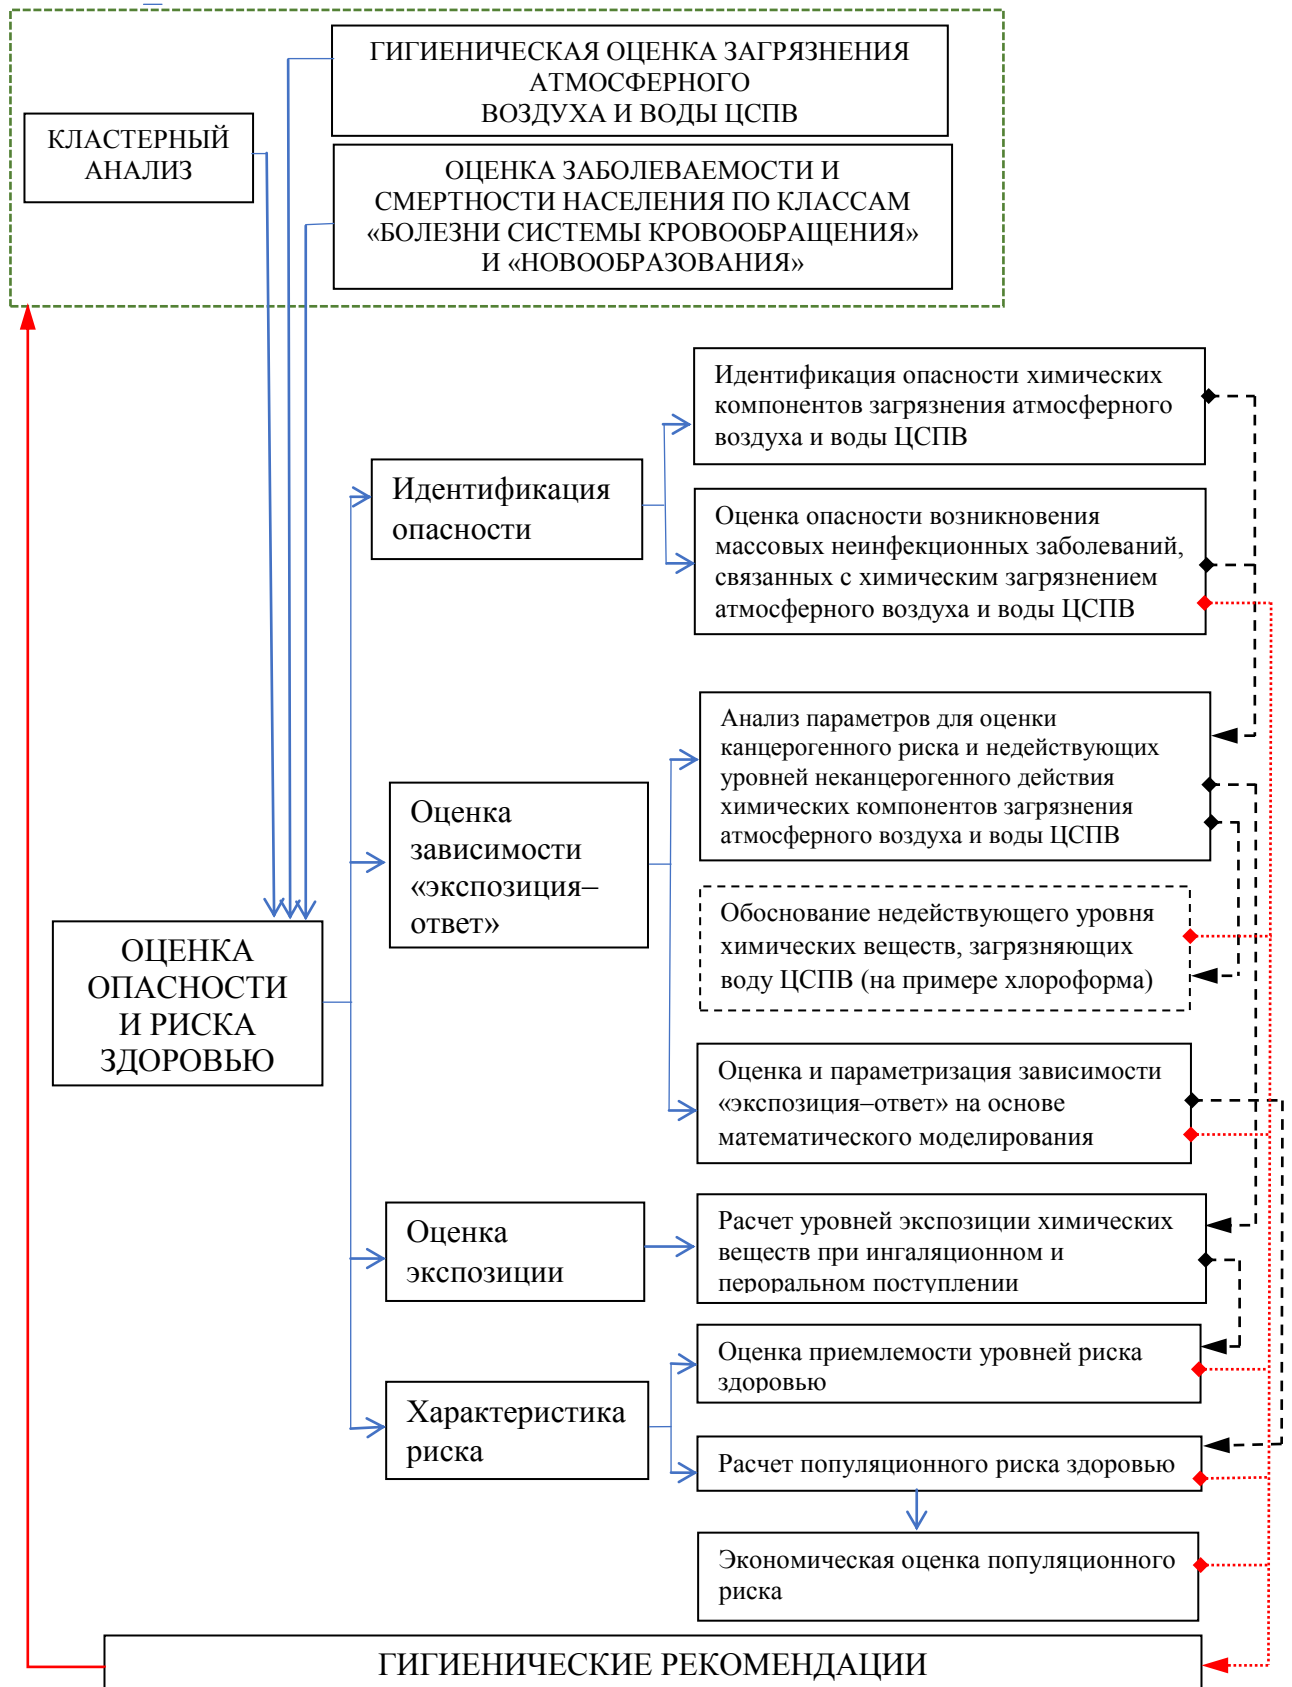 ГИГИЕНИЧЕСКАЯ ОЦЕНКА ЗАГРЯЗНЕНИЯ
АТМОСФЕРНОГО
ВОЗДУХА И ВОДЫ ЦСПВ
КЛАСТЕРНЫЙ
АНАЛИЗ
ОЦЕНКА ЗАБОЛЕВАЕМОСТИ И
СМЕРТНОСТИ НАСЕЛЕНИЯ ПО КЛАССАМ
«БОЛЕЗНИ СИСТЕМЫ КРОВООБРАЩЕНИЯ»
И «НОВООБРАЗОВАНИЯ»
Идентификация опасности химических
компонентов загрязнения атмосферного
воздуха и воды ЦСПВ
Идентификация
опасности
Оценка опасности возникновения
массовых неинфекционных заболеваний,
связанных с химическим загрязнением
атмосферного воздуха и воды ЦСПВ
Анализ параметров для оценки
канцерогенного риска и недействующих
уровней неканцерогенного действия
химических компонентов загрязнения
атмосферного воздуха и воды ЦСПВ
Оценка
зависимости
«экспозиция–
ответ»
Обоснование недействующего уровня
химических веществ, загрязняющих
воду ЦСПВ (на примере хлороформа)
ОЦЕНКА
ОПАСНОСТИ
И РИСКА
ЗДОРОВЬЮ
Оценка и параметризация зависимости
«экспозиция–ответ» на основе
математического моделирования
Оценка
экспозиции
Расчет уровней экспозиции химических
веществ при ингаляционном и
пероральном поступлении
Оценка приемлемости уровней риска
здоровью
Характеристика
риска
Расчет популяционного риска здоровью
Экономическая оценка популяционного
риска
ГИГИЕНИЧЕСКИЕ РЕКОМЕНДАЦИИ